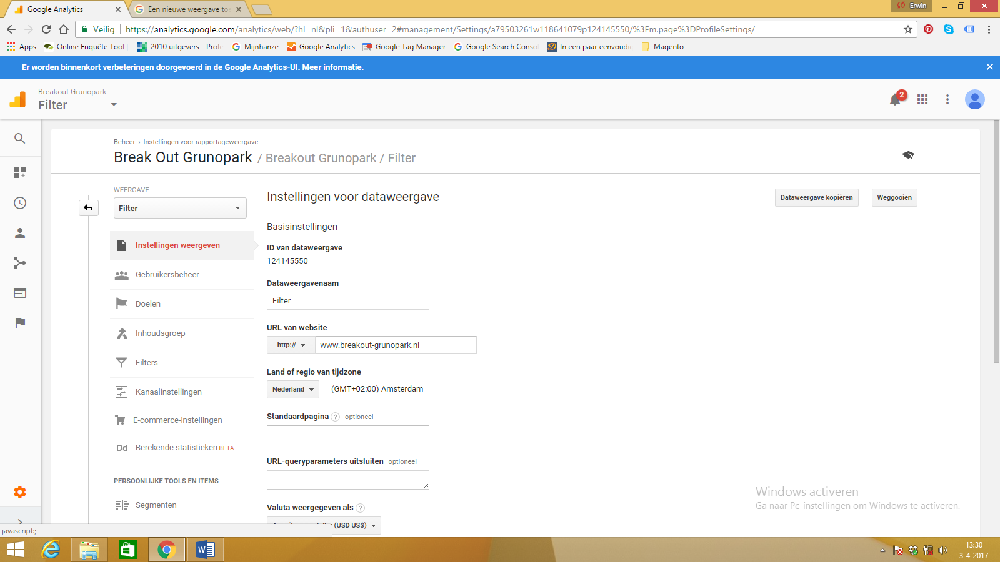 Google Analytics
Een nieuwe weergave to
Erwin
Veilig
https://analytics.google.com/analytics/web/?hl=nl&pli=1&authuser=2#management/Settings/a79503261w118641079p124145550/%3Fm.page%3DProfileSettings/
Apps
Online Enquête Tool
2010 uitgevers - Profe
Mijnhanze
Google Analytics
Google Tag Manager
Google Search Conso
In een paar eenvoudig
Magento
Er worden binnenkort verbeteringen doorgevoerd in de Google Analytics-UI. Meer informatie.
Breakout Grunopark
Filter
2
Beheer › Instellingen voor rapportageweergave
Break Out Grunopark / Breakout Grunopark / Filter
WEERGAVE
Filter
Instellingen weergeven
Gebruikersbeheer
Doelen
Inhoudsgroep
Filters
Kanaalinstellingen
E-commerce-instellingen
Dd Berekende statistieken BETA
PERSOONLIJKE TOOLS EN ITEMS
Segmenten
Instellingen voor dataweergave
Dataweergave kopiëren
Weggooien
Basisinstellingen
ID van dataweergave
124145550
Dataweergavenaam
Filter
URL van website
http://
www.breakout-grunopark.nl
Land of regio van tijdzone
Nederland
(GMT+02:00) Amsterdam
Standaardpagina ? optioneel
URL-queryparameters uitsluiten optioneel
Valuta weergegeven als ?
(USD US$)
Windows activeren
Ga naar Pc-instellingen om Windows te activeren.
javascript:;
13:30
3-4-2017